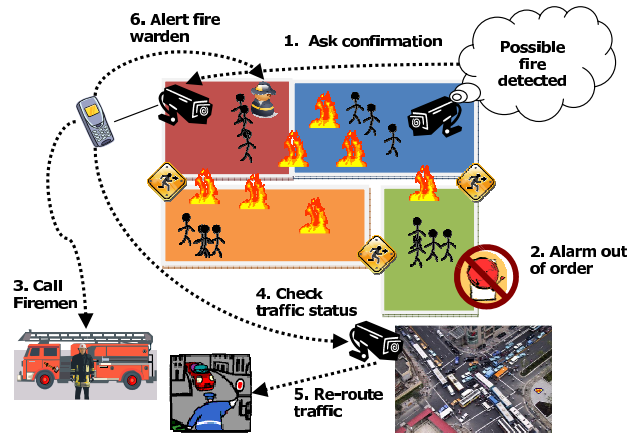 6. Alert fire
warden
1. Ask confirmation
Possible
fire
detected
2. Alarm out
of order
3. Call
Firemen
4. Check
traffic status
5. Re-route
traffic